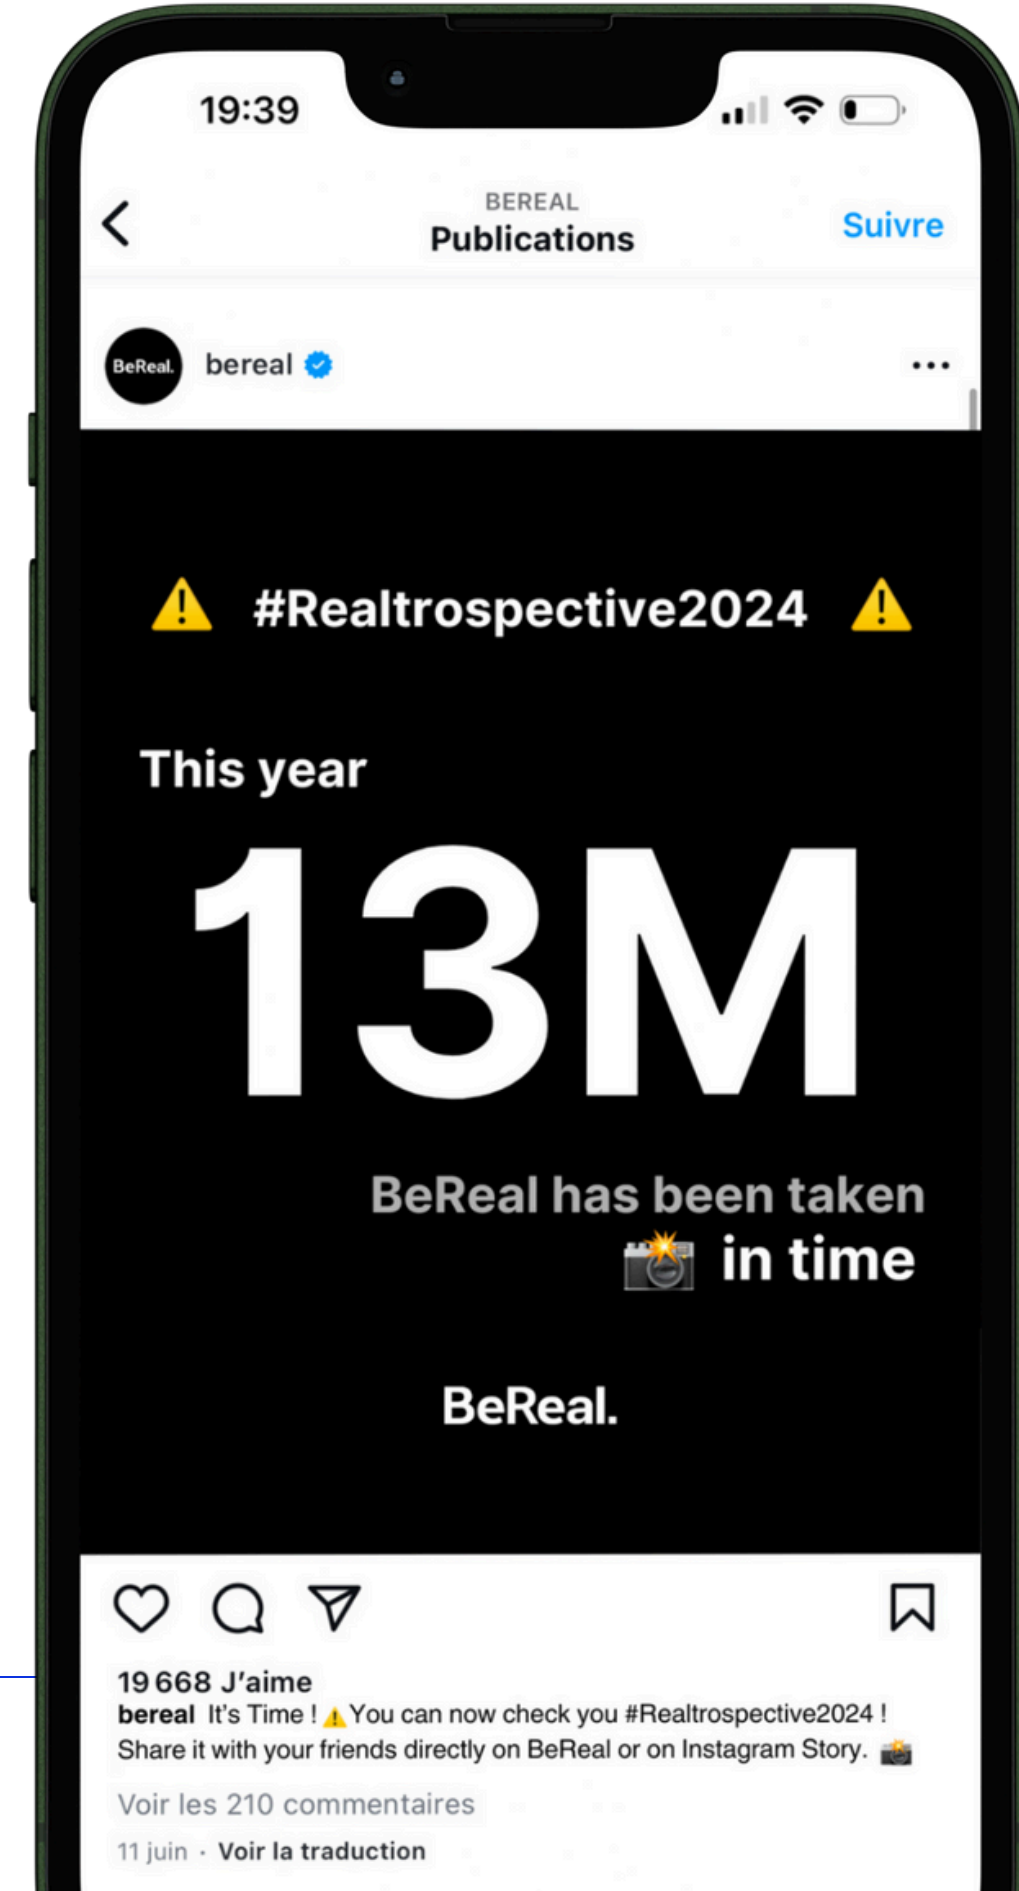 19:39
BEREAL
Publications
Suivre
BeReal.
bereal
⚠️ #Realtrospective2024 ⚠️
This year
13M
BeReal has been taken
📸 in time
BeReal.
19 668 J’aime
bereal It’s Time ! ⚠️ You can now check you #Realtrospective2024 !
Share it with your friends directly on BeReal or on Instagram Story. 📸
Voir les 210 commentaires
11 juin · Voir la traduction